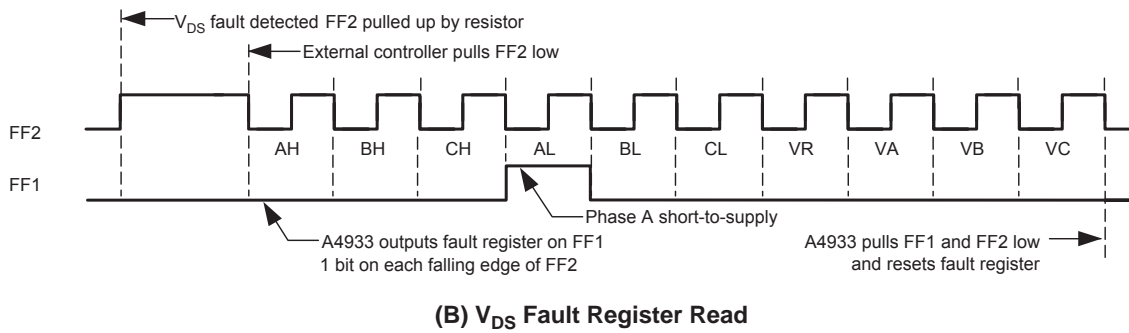 V_DS fault detected FF2 pulled up by resistor
External controller pulls FF2 low
FF2
AH BH CH AL BL CL VR VA VB VC
FF1
Phase A short-to-supply
A4933 outputs fault register on FF1
1 bit on each falling edge of FF2
A4933 pulls FF1 and FF2 low
and resets fault register
(B) V_DS Fault Register Read